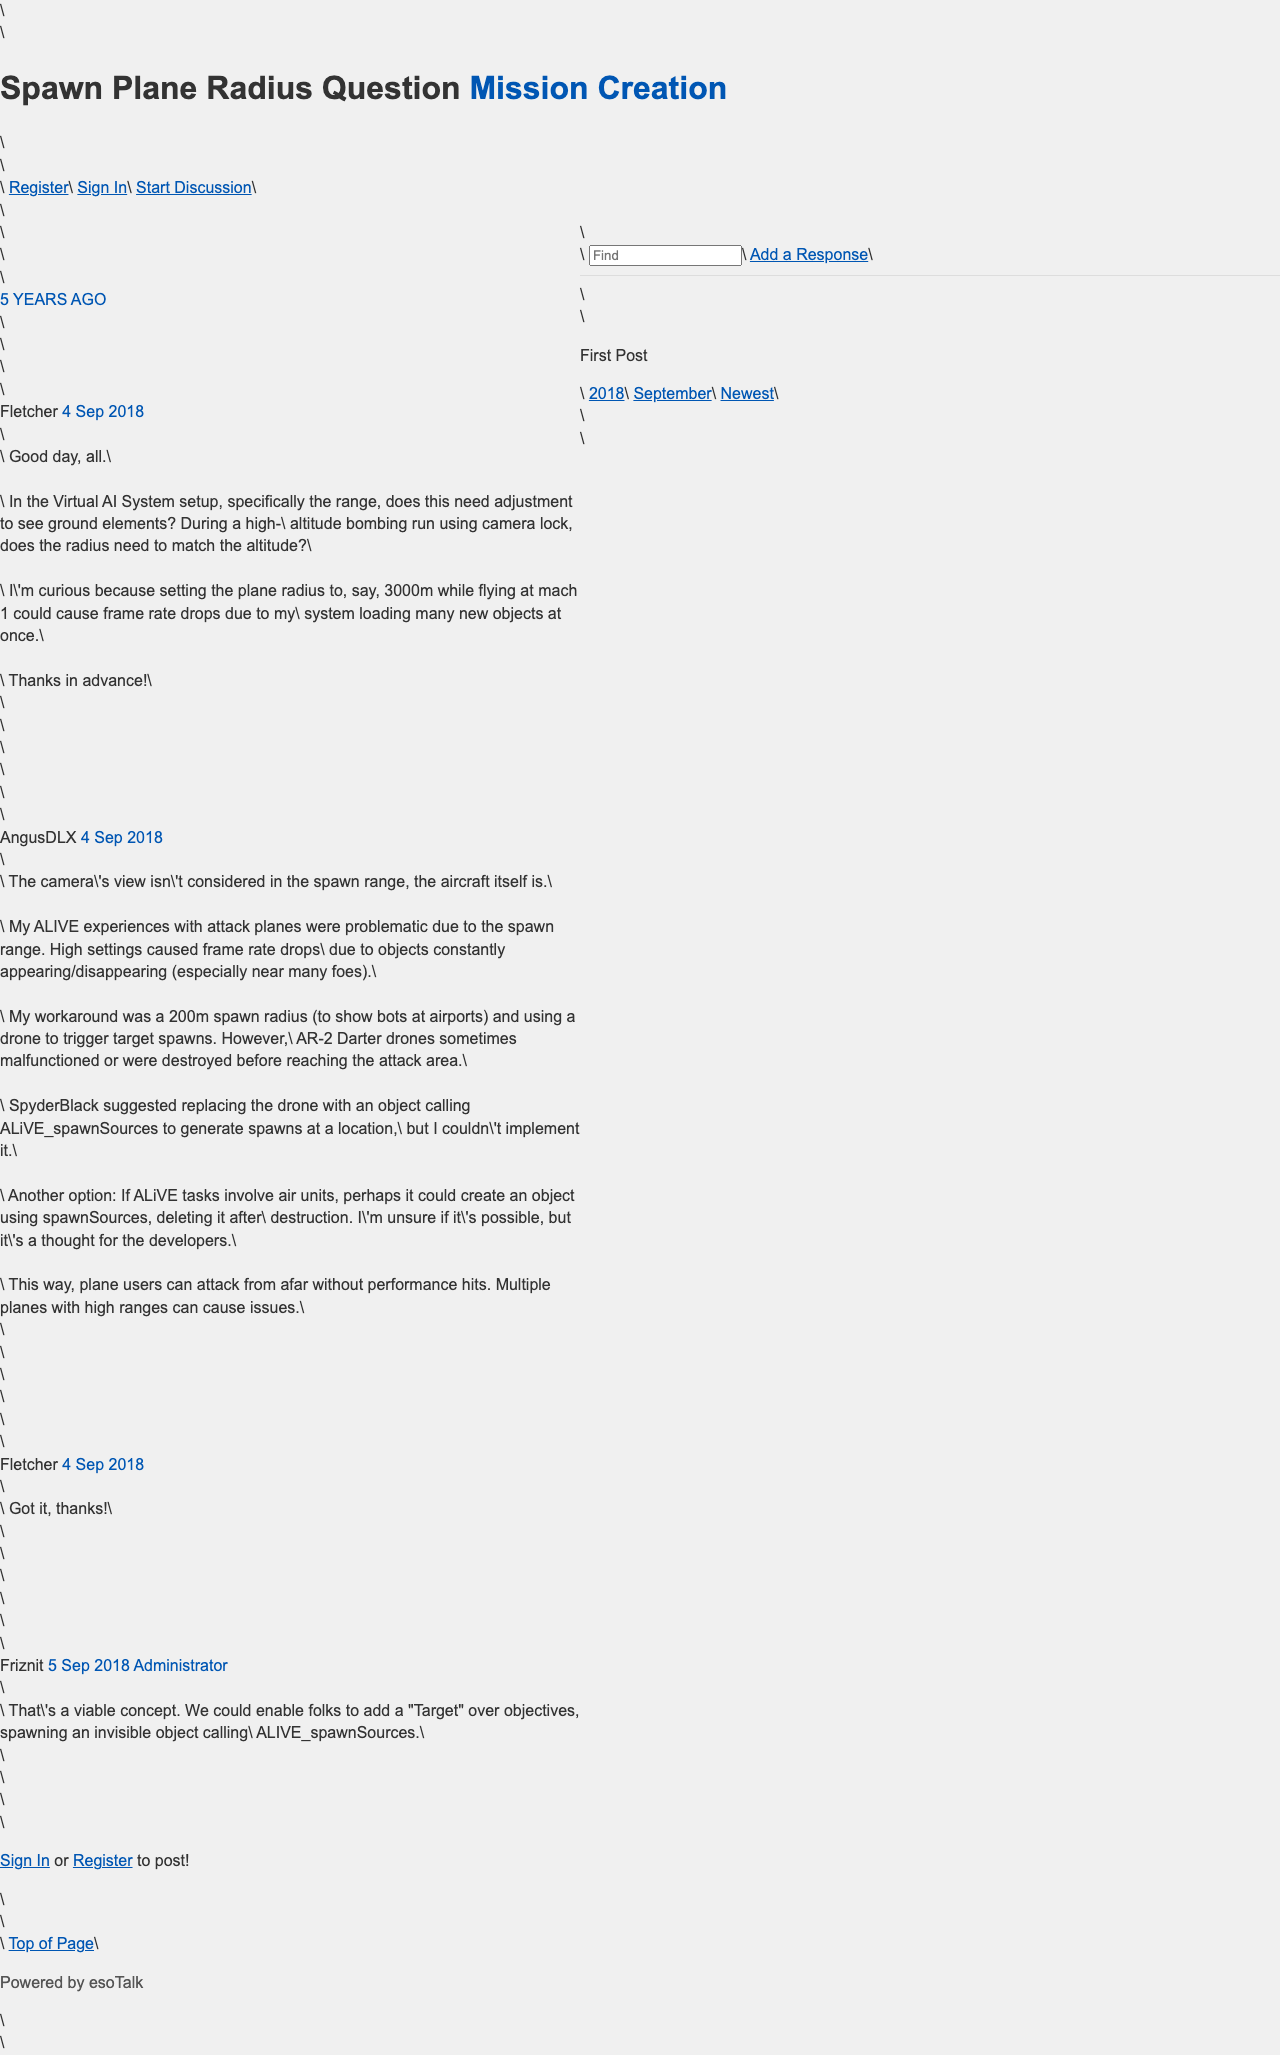 \
\
Spawn Plane Radius Question Mission Creation
\
\
\ Register\ Sign In\ Start Discussion\
\
\
\
\
5 YEARS AGO
\
\
\
\
Fletcher 4 Sep 2018
\
\ Good day, all.\
\ In the Virtual AI System setup, specifically the range, does this need adjustment
to see ground elements? During a high-\ altitude bombing run using camera lock,
does the radius need to match the altitude?\
\ I\'m curious because setting the plane radius to, say, 3000m while flying at mach
1 could cause frame rate drops due to my\ system loading many new objects at
once.\
\ Thanks in advance!\
\
\
\
\
\
\
AngusDLX 4 Sep 2018
\
\ The camera\'s view isn\'t considered in the spawn range, the aircraft itself is.\
\ My ALIVE experiences with attack planes were problematic due to the spawn
range. High settings caused frame rate drops\ due to objects constantly
appearing/disappearing (especially near many foes).\
\ My workaround was a 200m spawn radius (to show bots at airports) and using a
drone to trigger target spawns. However,\ AR-2 Darter drones sometimes
malfunctioned or were destroyed before reaching the attack area.\
\ SpyderBlack suggested replacing the drone with an object calling
ALiVE_spawnSources to generate spawns at a location,\ but I couldn\'t implement
it.\
\ Another option: If ALiVE tasks involve air units, perhaps it could create an object
using spawnSources, deleting it after\ destruction. I\'m unsure if it\'s possible, but
it\'s a thought for the developers.\
\ This way, plane users can attack from afar without performance hits. Multiple
planes with high ranges can cause issues.\
\
\
\
\
\
\
Fletcher 4 Sep 2018
\
\ Got it, thanks!\
\
\
\
\
\
\
Friznit 5 Sep 2018 Administrator
\
\ That\'s a viable concept. We could enable folks to add a "Target" over objectives,
spawning an invisible object calling\ ALIVE_spawnSources.\
\
\
\
\
Sign In or Register to post!
\
\
\ Top of Page\
Powered by esoTalk
\
\
\
\ Find\ Add a Response\
\
\
First Post
\ 2018\ September\ Newest\
\
\